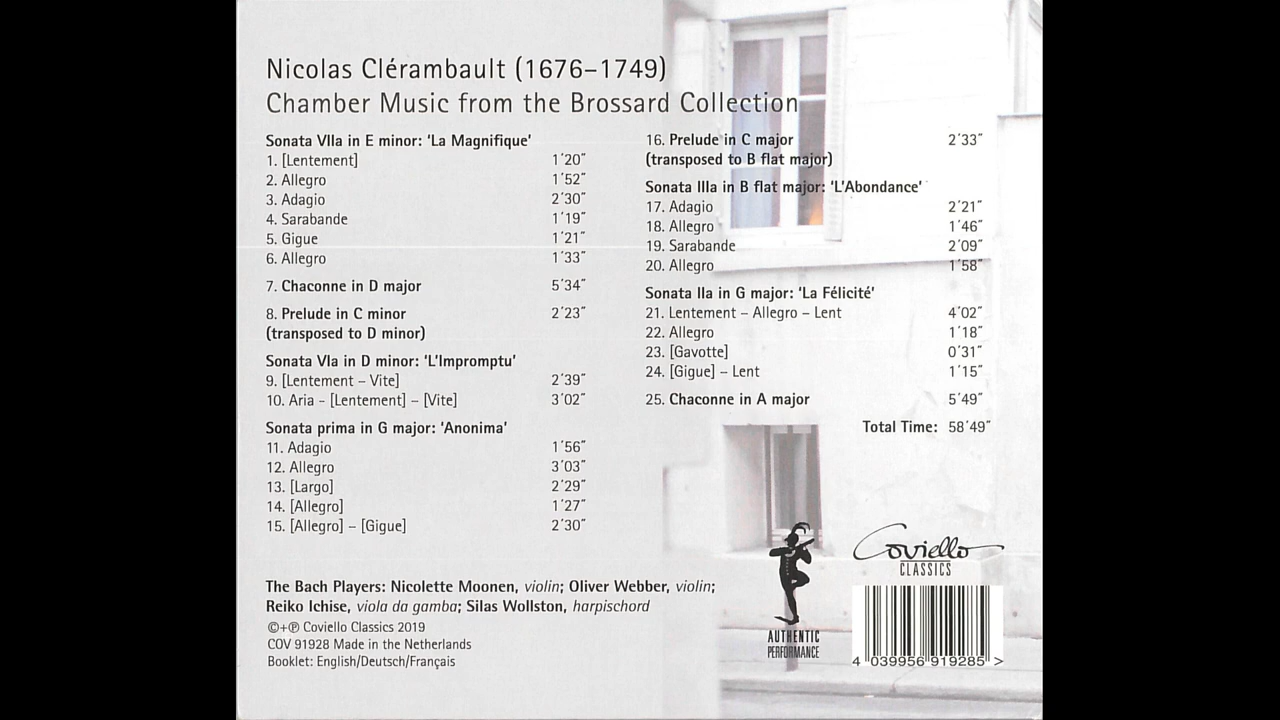 Nicolas Clérambault (1676–1749)
Chamber Music from the Brossard Collection
Sonata VIIa in E minor: ‘La Magnifique’
1. [Lentement] 1´20˝
2. Allegro 1´52˝
3. Adagio 2´30˝
4. Sarabande 1´19˝
5. Gigue 1´21˝
6. Allegro 1´33˝
7. Chaconne in D major 5´34˝
8. Prelude in C minor 2´23˝
(transposed to D minor)
Sonata VIa in D minor: ‘L’Impromptu’
9. [Lentement – Vite] 2´39˝
10. Aria - [Lentement] – [Vite] 3´02˝
Sonata prima in G major: ‘Anonima’
11. Adagio 1´56˝
12. Allegro 3´03˝
13. [Largo] 2´29˝
14. [Allegro] 1´27˝
15. [Allegro] – [Gigue] 2´30˝
16. Prelude in C major 2´33˝
(transposed to B flat major)
Sonata IIIa in B flat major: ‘L’Abondance’
17. Adagio 2´21˝
18. Allegro 1´46˝
19. Sarabande 2´09˝
20. Allegro 1´58˝
Sonata IIa in G major: ‘La Félicité’
21. Lentement – Allegro – Lent 4´02˝
22. Allegro 1´18˝
23. [Gavotte] 0´31˝
24. [Gigue] – Lent 1´15˝
25. Chaconne in A major 5´49˝
Total Time: 58´49˝
The Bach Players: Nicolette Moonen, violin; Oliver Webber, violin;
Reiko Ichise, viola da gamba; Silas Wollston, harpischord
©+℗ Coviello Classics 2019
COV 91928 Made in the Netherlands
Booklet: English/Deutsch/Français
AUTHENTIC
PERFORMANCE
Coviello
CLASSICS
4 039956 919285 >